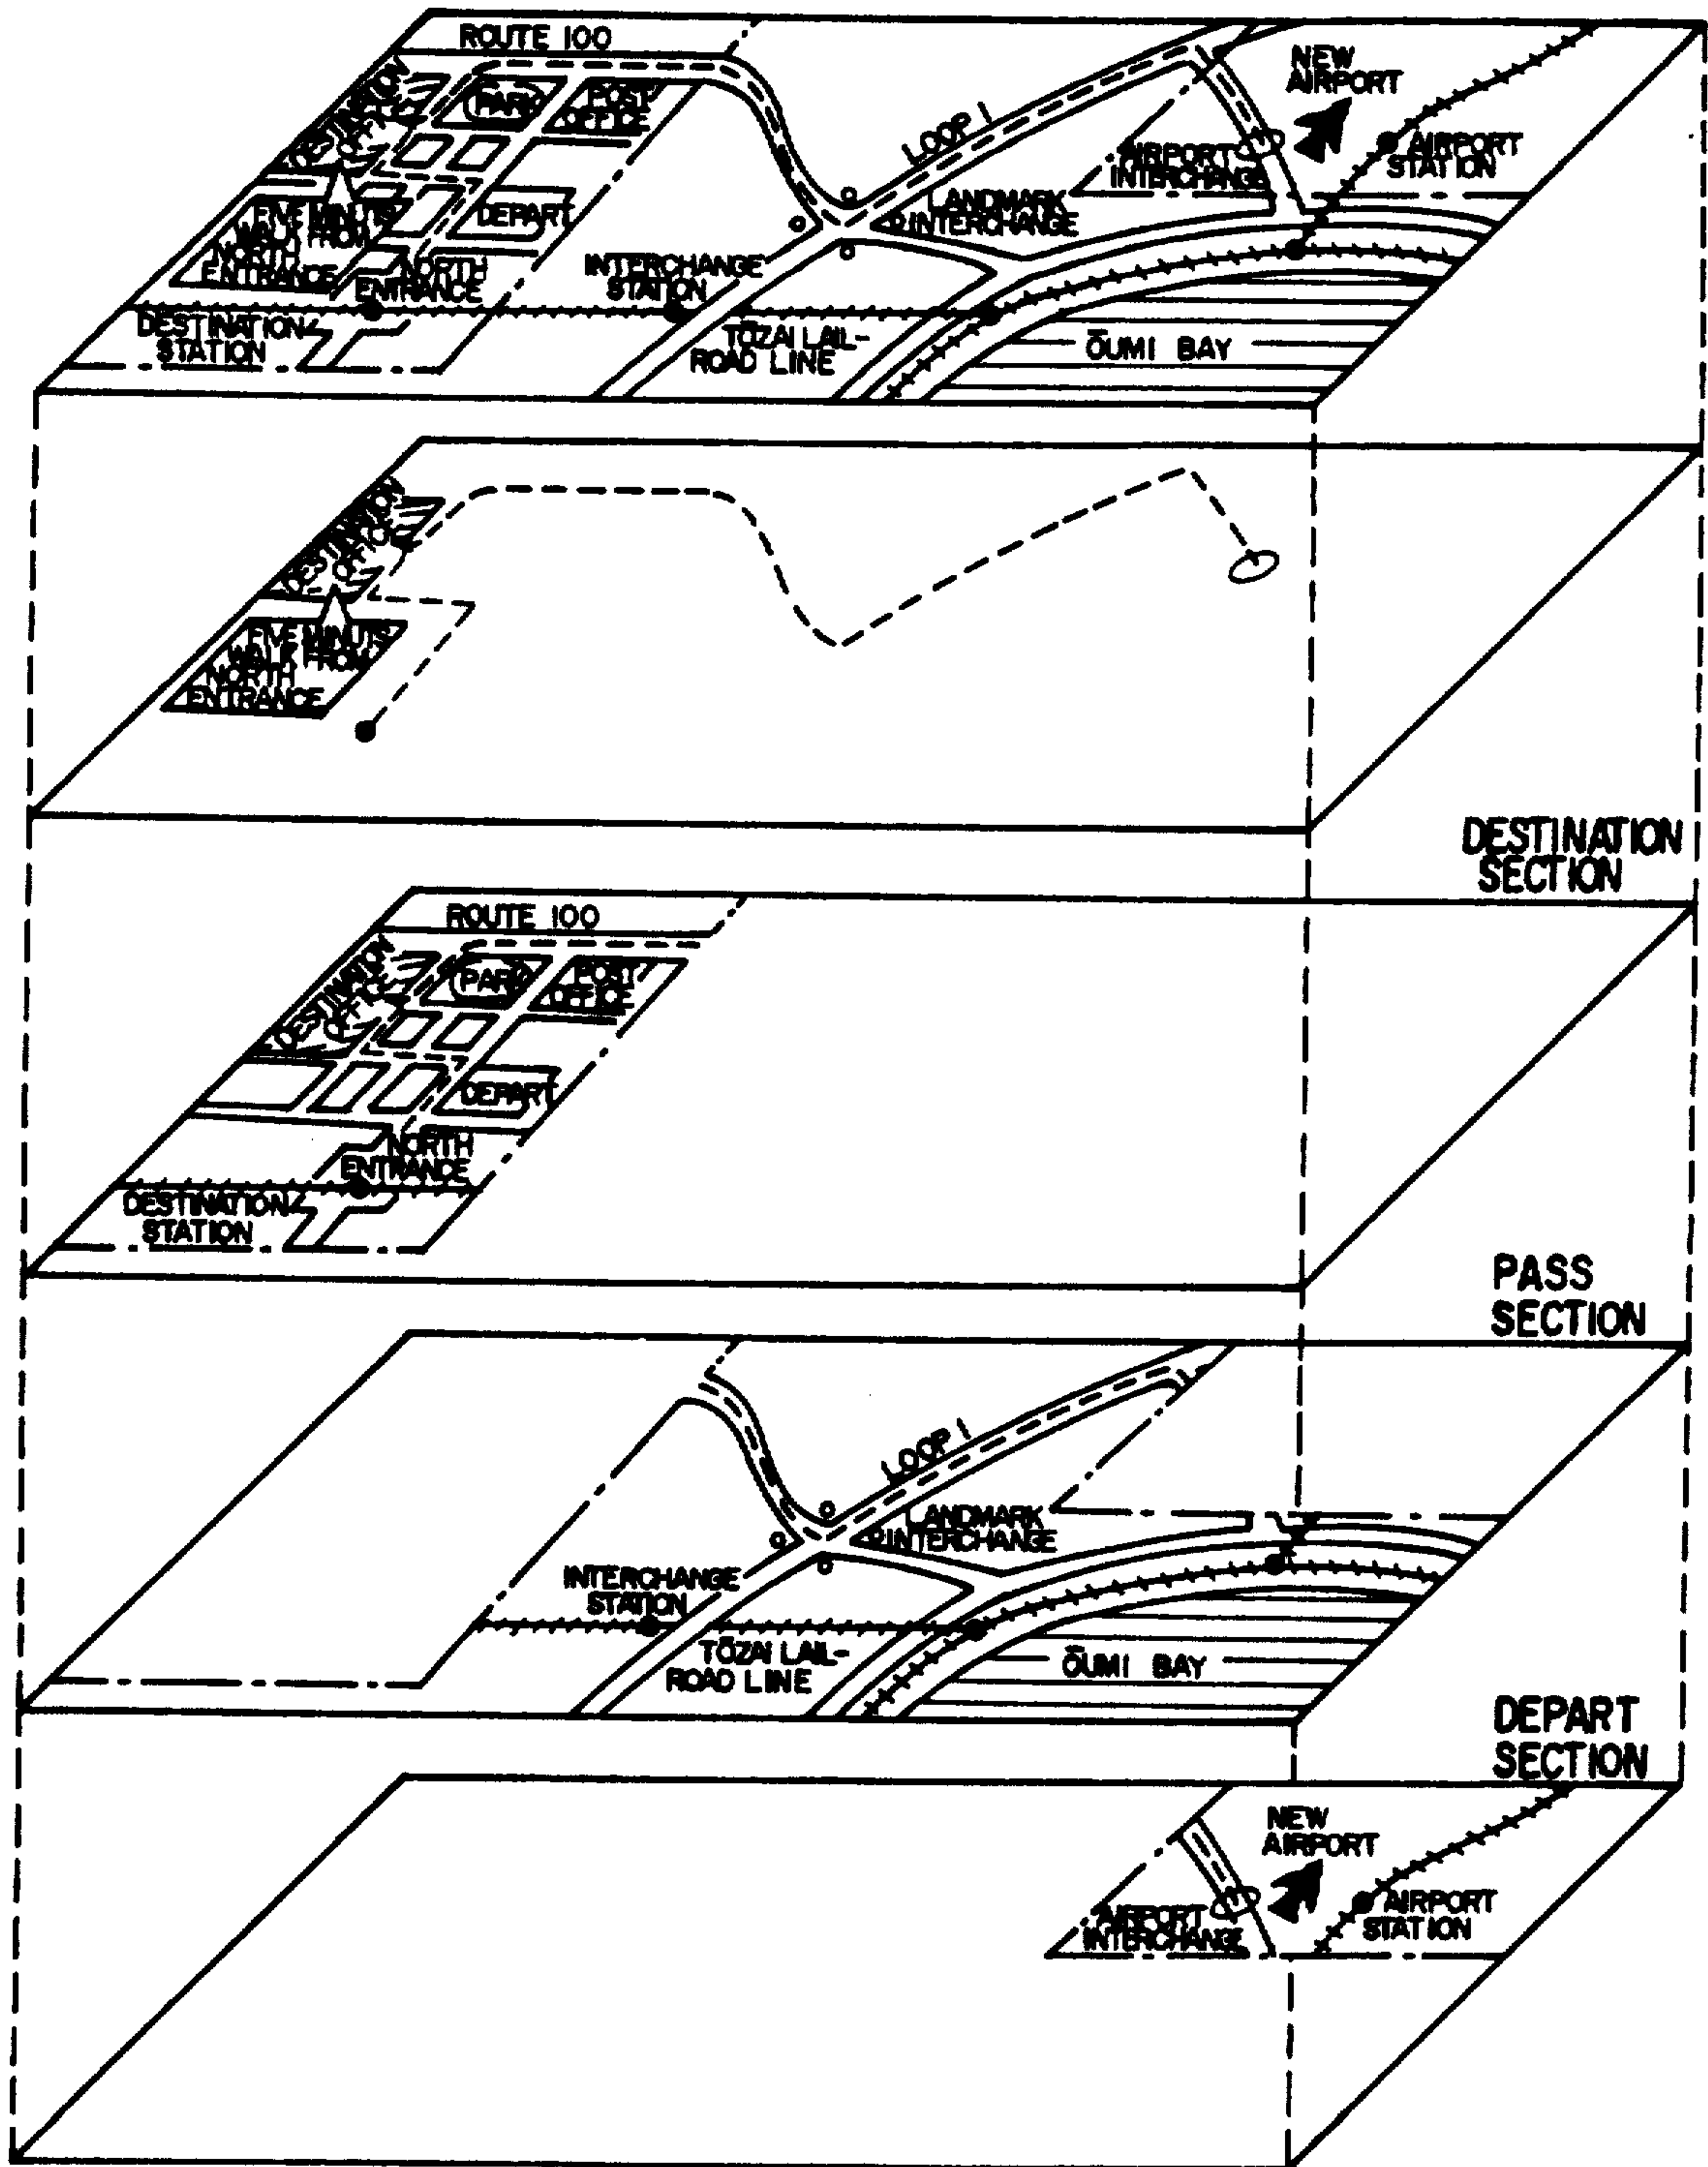 ROUTE 100
DESTINATION
OFFICE
PARK
POST
OFFICE
LOOP 1
NEW
AIRPORT
AIRPORT
STATION
AIRPORT
INTERCHANGE
LANDMARK
INTERCHANGE
DEPART
FIVE MINUTS
WALK FROM
NORTH
ENTRANCE
NORTH
ENTRANCE
INTERCHANGE
STATION
DESTINATION
STATION
TŌZAI LAIL-
ROAD LINE
ŌUMI BAY
DESTINATION
OFFICE
FIVE MINUTS
WALK FROM
NORTH
ENTRANCE
DESTINATION
SECTION
ROUTE 100
DESTINATION
OFFICE
PARK
POST
OFFICE
DEPART
NORTH
ENTRANCE
DESTINATION
STATION
PASS
SECTION
LOOP 1
LANDMARK
INTERCHANGE
INTERCHANGE
STATION
TŌZAI LAIL-
ROAD LINE
ŌUMI BAY
DEPART
SECTION
NEW
AIRPORT
AIRPORT
STATION
AIRPORT
INTERCHANGE